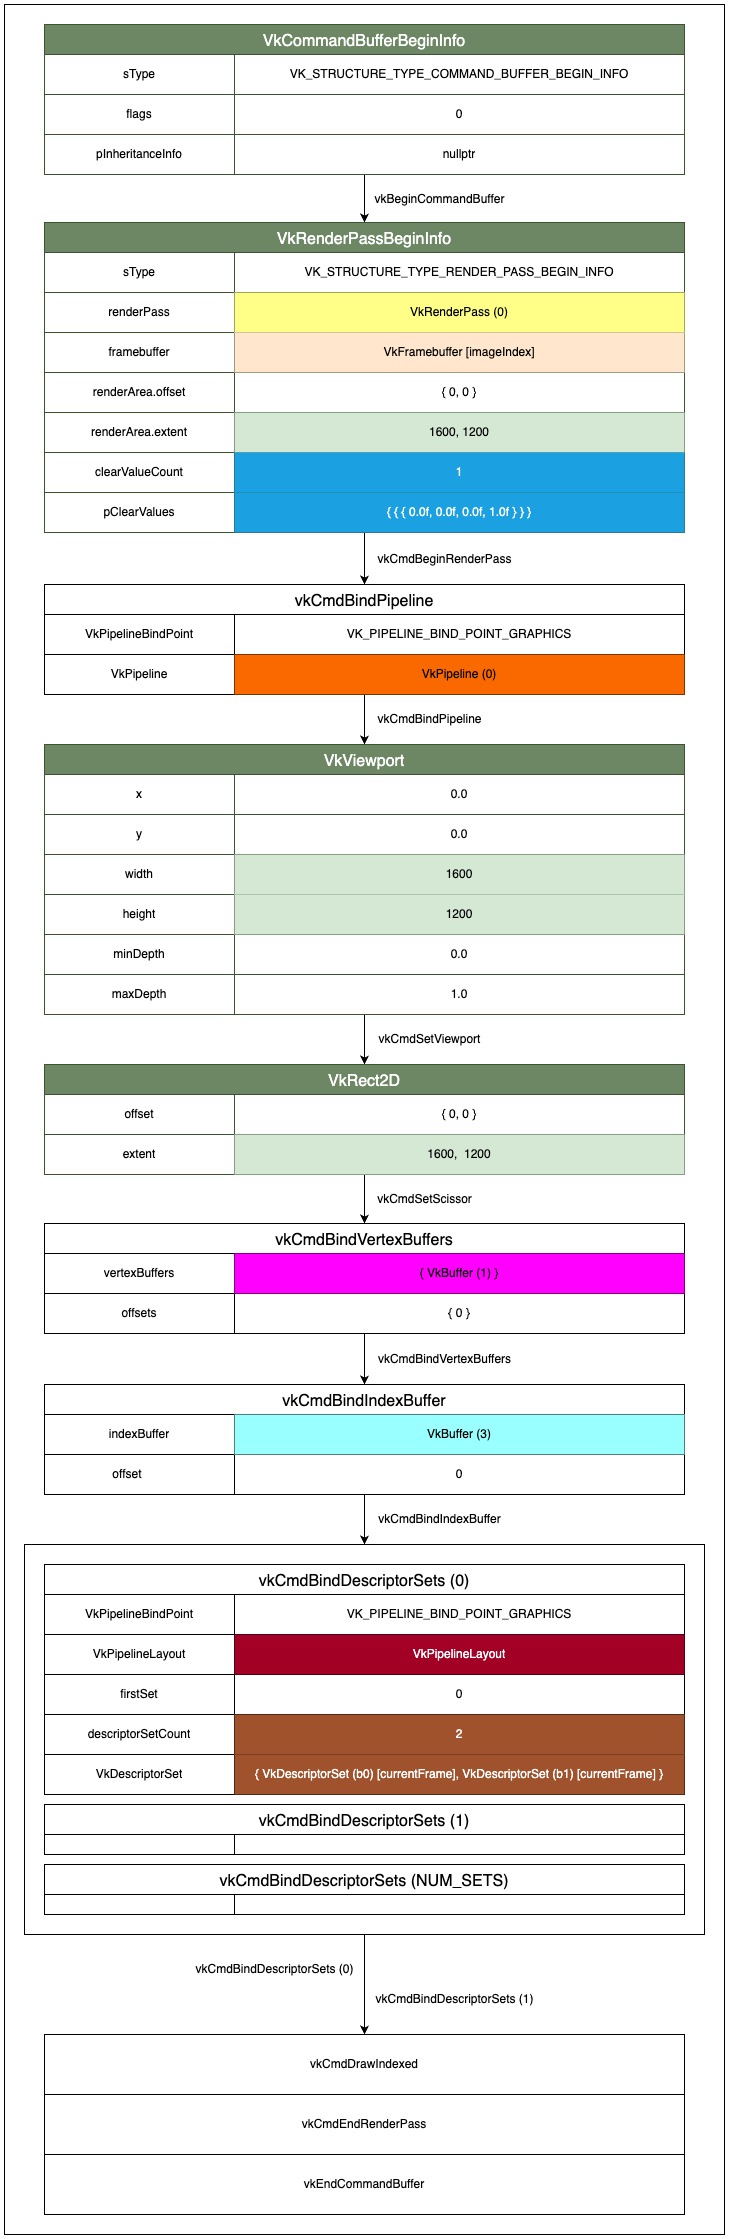 VkCommandBufferBeginInfo
sType VK_STRUCTURE_TYPE_COMMAND_BUFFER_BEGIN_INFO
flags 0
pInheritanceInfo nullptr
vkBeginCommandBuffer
VkRenderPassBeginInfo
sType VK_STRUCTURE_TYPE_RENDER_PASS_BEGIN_INFO
renderPass VkRenderPass (0)
framebuffer VkFramebuffer [imageIndex]
renderArea.offset { 0, 0 }
renderArea.extent 1600, 1200
clearValueCount 1
pClearValues { { { 0.0f, 0.0f, 0.0f, 1.0f } } }
vkCmdBeginRenderPass
vkCmdBindPipeline
VkPipelineBindPoint VK_PIPELINE_BIND_POINT_GRAPHICS
VkPipeline VkPipeline (0)
vkCmdBindPipeline
VkViewport
x 0.0
y 0.0
width 1600
height 1200
minDepth 0.0
maxDepth 1.0
vkCmdSetViewport
VkRect2D
offset { 0, 0 }
extent 1600, 1200
vkCmdSetScissor
vkCmdBindVertexBuffers
vertexBuffers { VkBuffer (1) }
offsets { 0 }
vkCmdBindVertexBuffers
vkCmdBindIndexBuffer
indexBuffer VkBuffer (3)
offset 0
vkCmdBindIndexBuffer
vkCmdBindDescriptorSets (0)
VkPipelineBindPoint VK_PIPELINE_BIND_POINT_GRAPHICS
VkPipelineLayout VkPipelineLayout
firstSet 0
descriptorSetCount 2
VkDescriptorSet { VkDescriptorSet (b0) [currentFrame], VkDescriptorSet (b1) [currentFrame] }
vkCmdBindDescriptorSets (1)
vkCmdBindDescriptorSets (NUM_SETS)
vkCmdBindDescriptorSets (0)
vkCmdBindDescriptorSets (1)
vkCmdDrawIndexed
vkCmdEndRenderPass
vkEndCommandBuffer